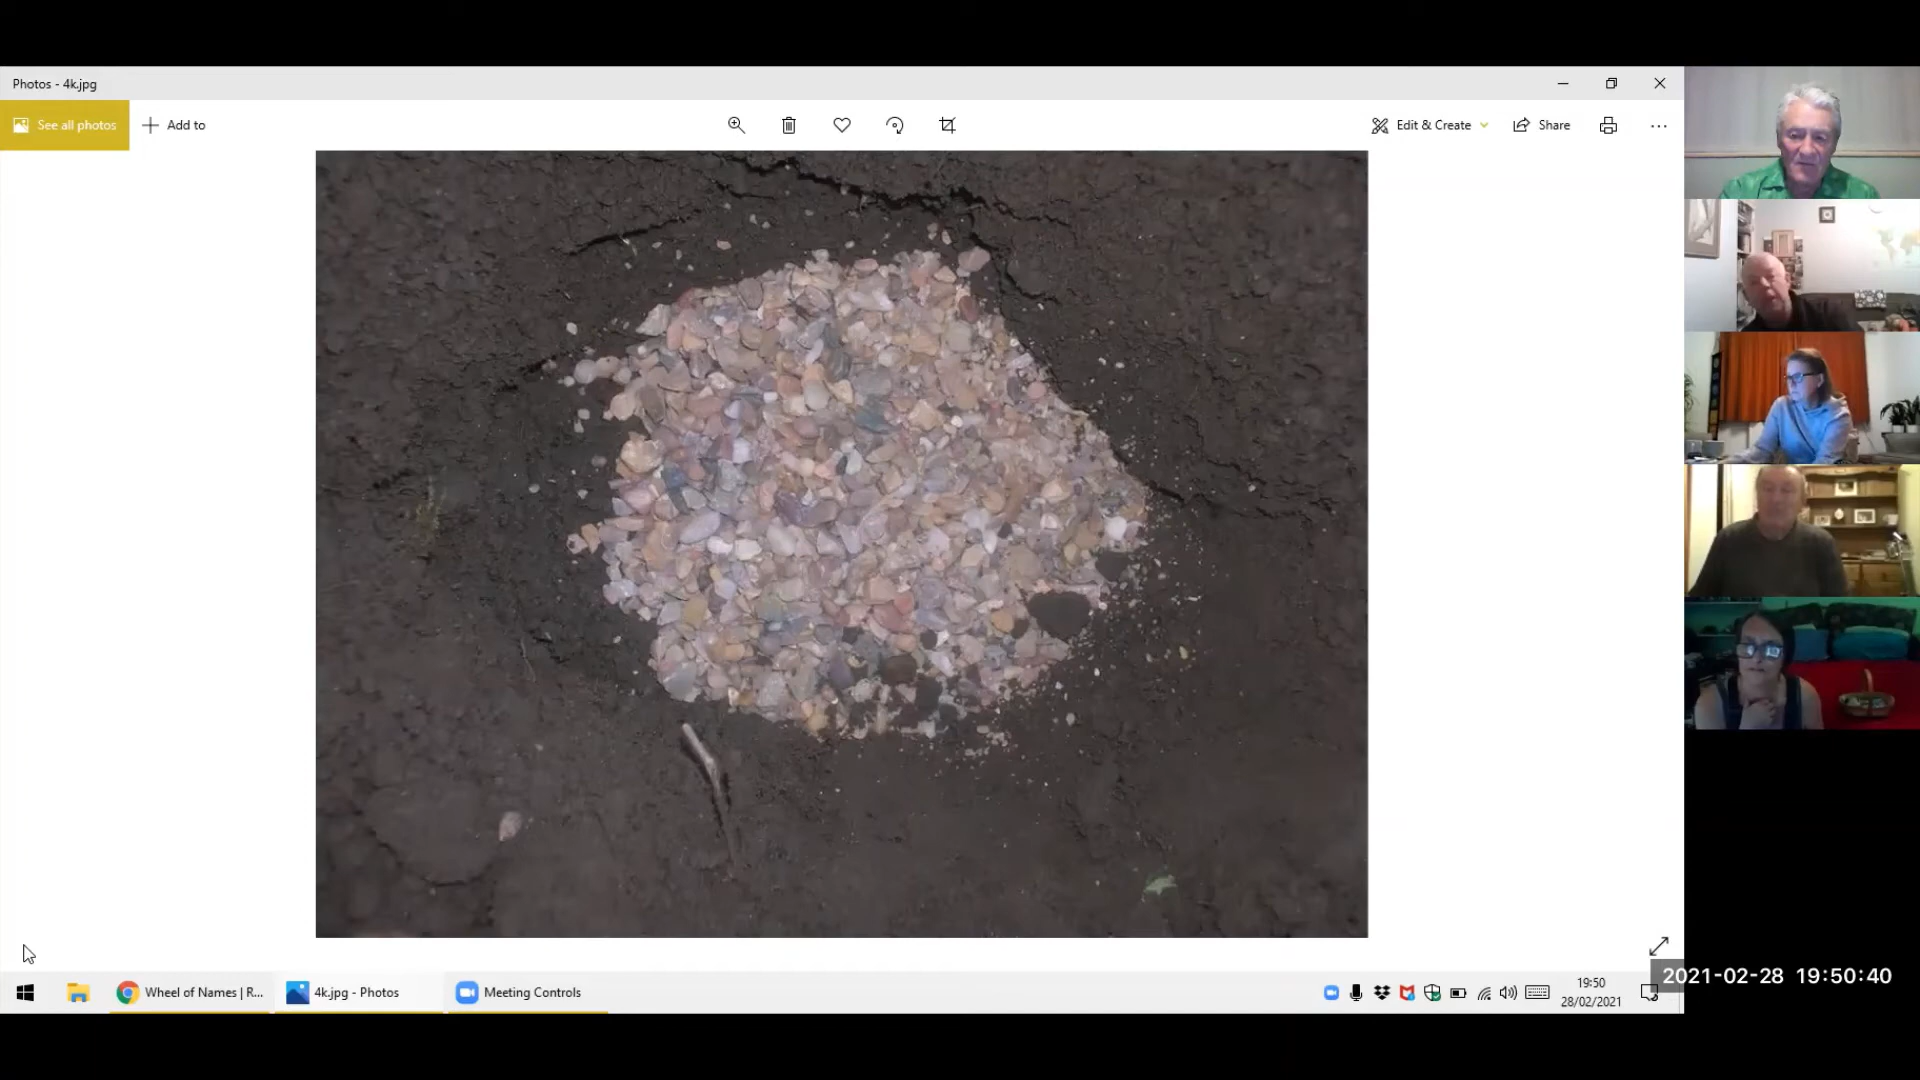 Photos - 4k.jpg
See all photos
Add to
Edit & Create
Share
Wheel of Names | R...
4k.jpg - Photos
Meeting Controls
19:50
28/02/2021
2021-02-28 19:50:40